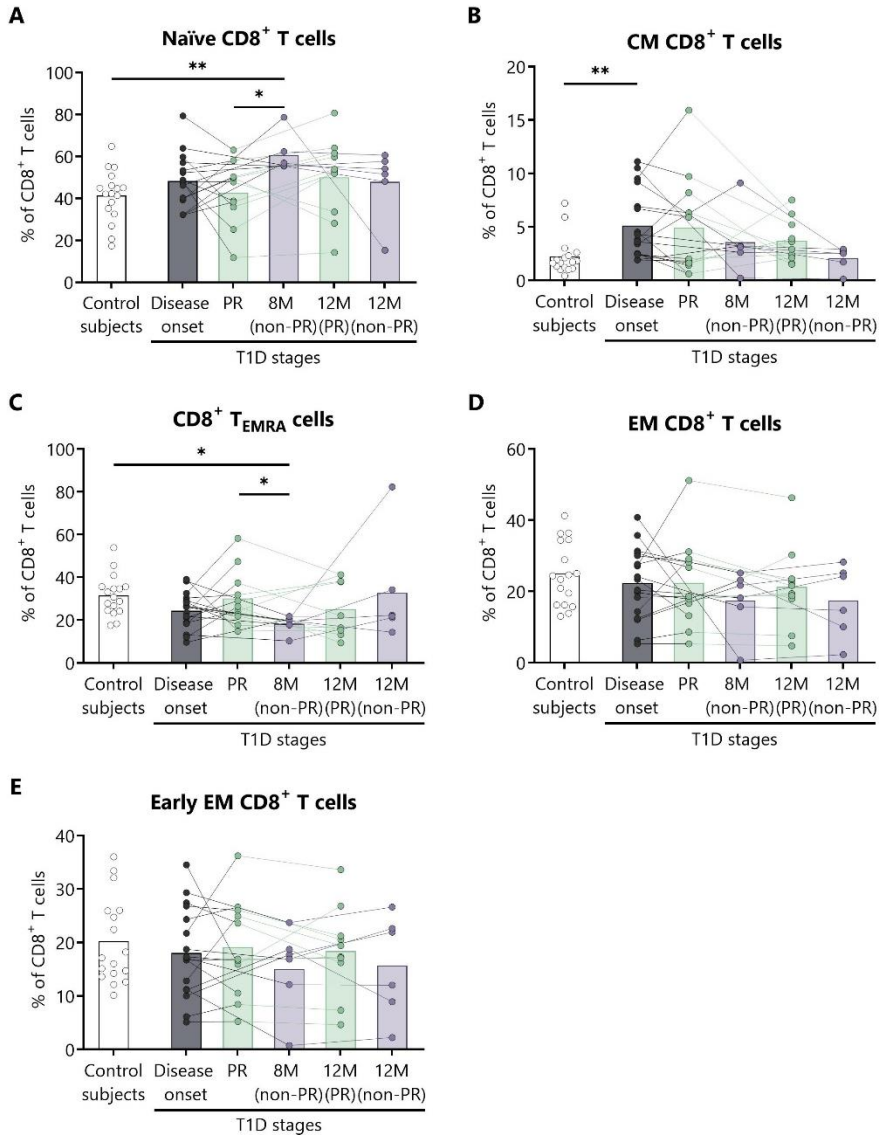 A
Naïve CD8⁺ T cells
% of CD8⁺ T cells
100
80
60
40
20
0
**
*
Control subjects
Disease onset
PR
8M (non-PR)
12M (PR)
12M (non-PR)
T1D stages
B
CM CD8⁺ T cells
% of CD8⁺ T cells
20
15
10
5
0
**
Control subjects
Disease onset
PR
8M (non-PR)
12M (PR)
12M (non-PR)
T1D stages
C
CD8⁺ T_EMRA cells
% of CD8⁺ T cells
100
80
60
40
20
0
*
*
Control subjects
Disease onset
PR
8M (non-PR)
12M (PR)
12M (non-PR)
T1D stages
D
EM CD8⁺ T cells
% of CD8⁺ T cells
60
40
20
0
Control subjects
Disease onset
PR
8M (non-PR)
12M (PR)
12M (non-PR)
T1D stages
E
Early EM CD8⁺ T cells
% of CD8⁺ T cells
40
30
20
10
0
Control subjects
Disease onset
PR
8M (non-PR)
12M (PR)
12M (non-PR)
T1D stages